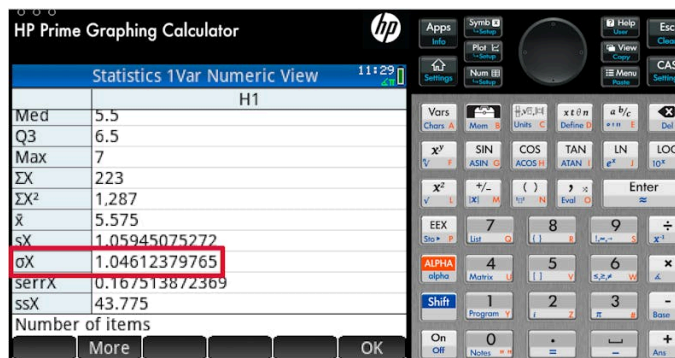 HP Prime Graphing Calculator
hp
Statistics 1Var Numeric View 11:29
∡π
H1
Med 5.5
Q3 6.5
Max 7
ΣX 223
ΣX² 1,287
x̄ 5.575
sX 1.05945075272
σX 1.04612379765
serrX 0.167513872369
ssX 43.775
Number of items
More OK
Apps Symb Help Esc
Info Setup User Clea
Plot View
Setup Copy
Num Menu CAS
Settings Setup Paste Settin
Vars x t θ n a b/c
Chars A Mem B Units C Define D E Del
xʸ SIN COS TAN LN LOG
F ASIN G ACOS H ATAN I eˣ J 10ˣ
x² +/- ( ) , Enter
√ L |x| M N Eval O ≈
EEX 7 8 9 ÷
Sto ▸ P List Q { } R S x⁻¹
ALPHA 4 5 6 ×
alpha Matrix U [ ] V ≤,≥,≠ W ∡
Shift 1 2 3 −
Program Y i Z π # Base
On 0 . +
Off Notes " " = _ Ans